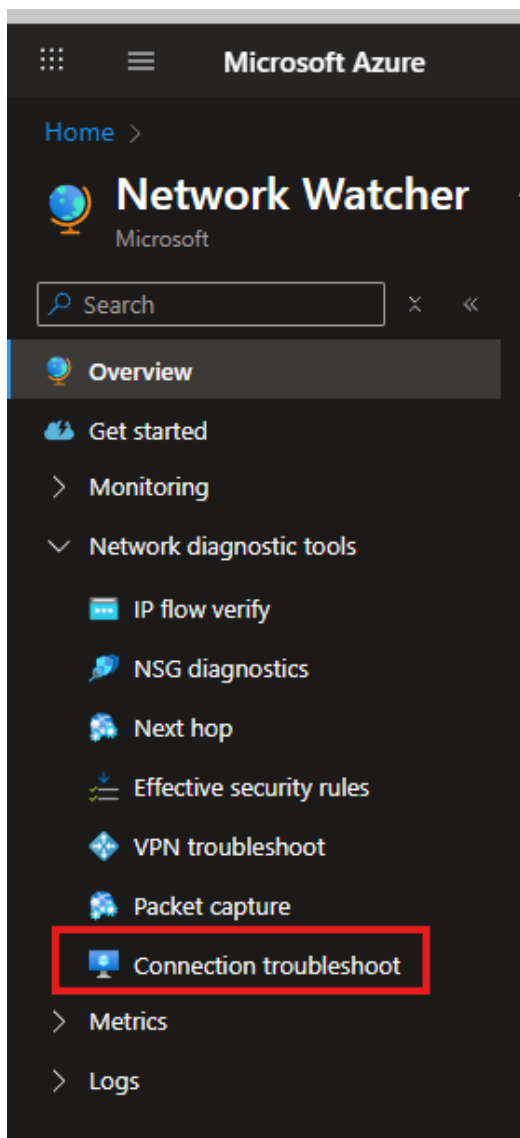 Microsoft Azure
Home >
Network Watcher
Microsoft
Search
Overview
Get started
Monitoring
Network diagnostic tools
IP flow verify
NSG diagnostics
Next hop
Effective security rules
VPN troubleshoot
Packet capture
Connection troubleshoot
Metrics
Logs